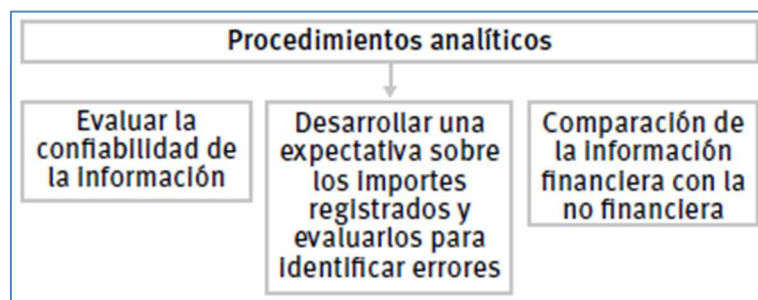 Procedimientos analíticos
Evaluar la
confiabilidad de
la información
Desarrollar una
expectativa sobre
los importes
registrados y
evaluarlos para
identificar errores
Comparación de
la información
financiera con la
no financiera